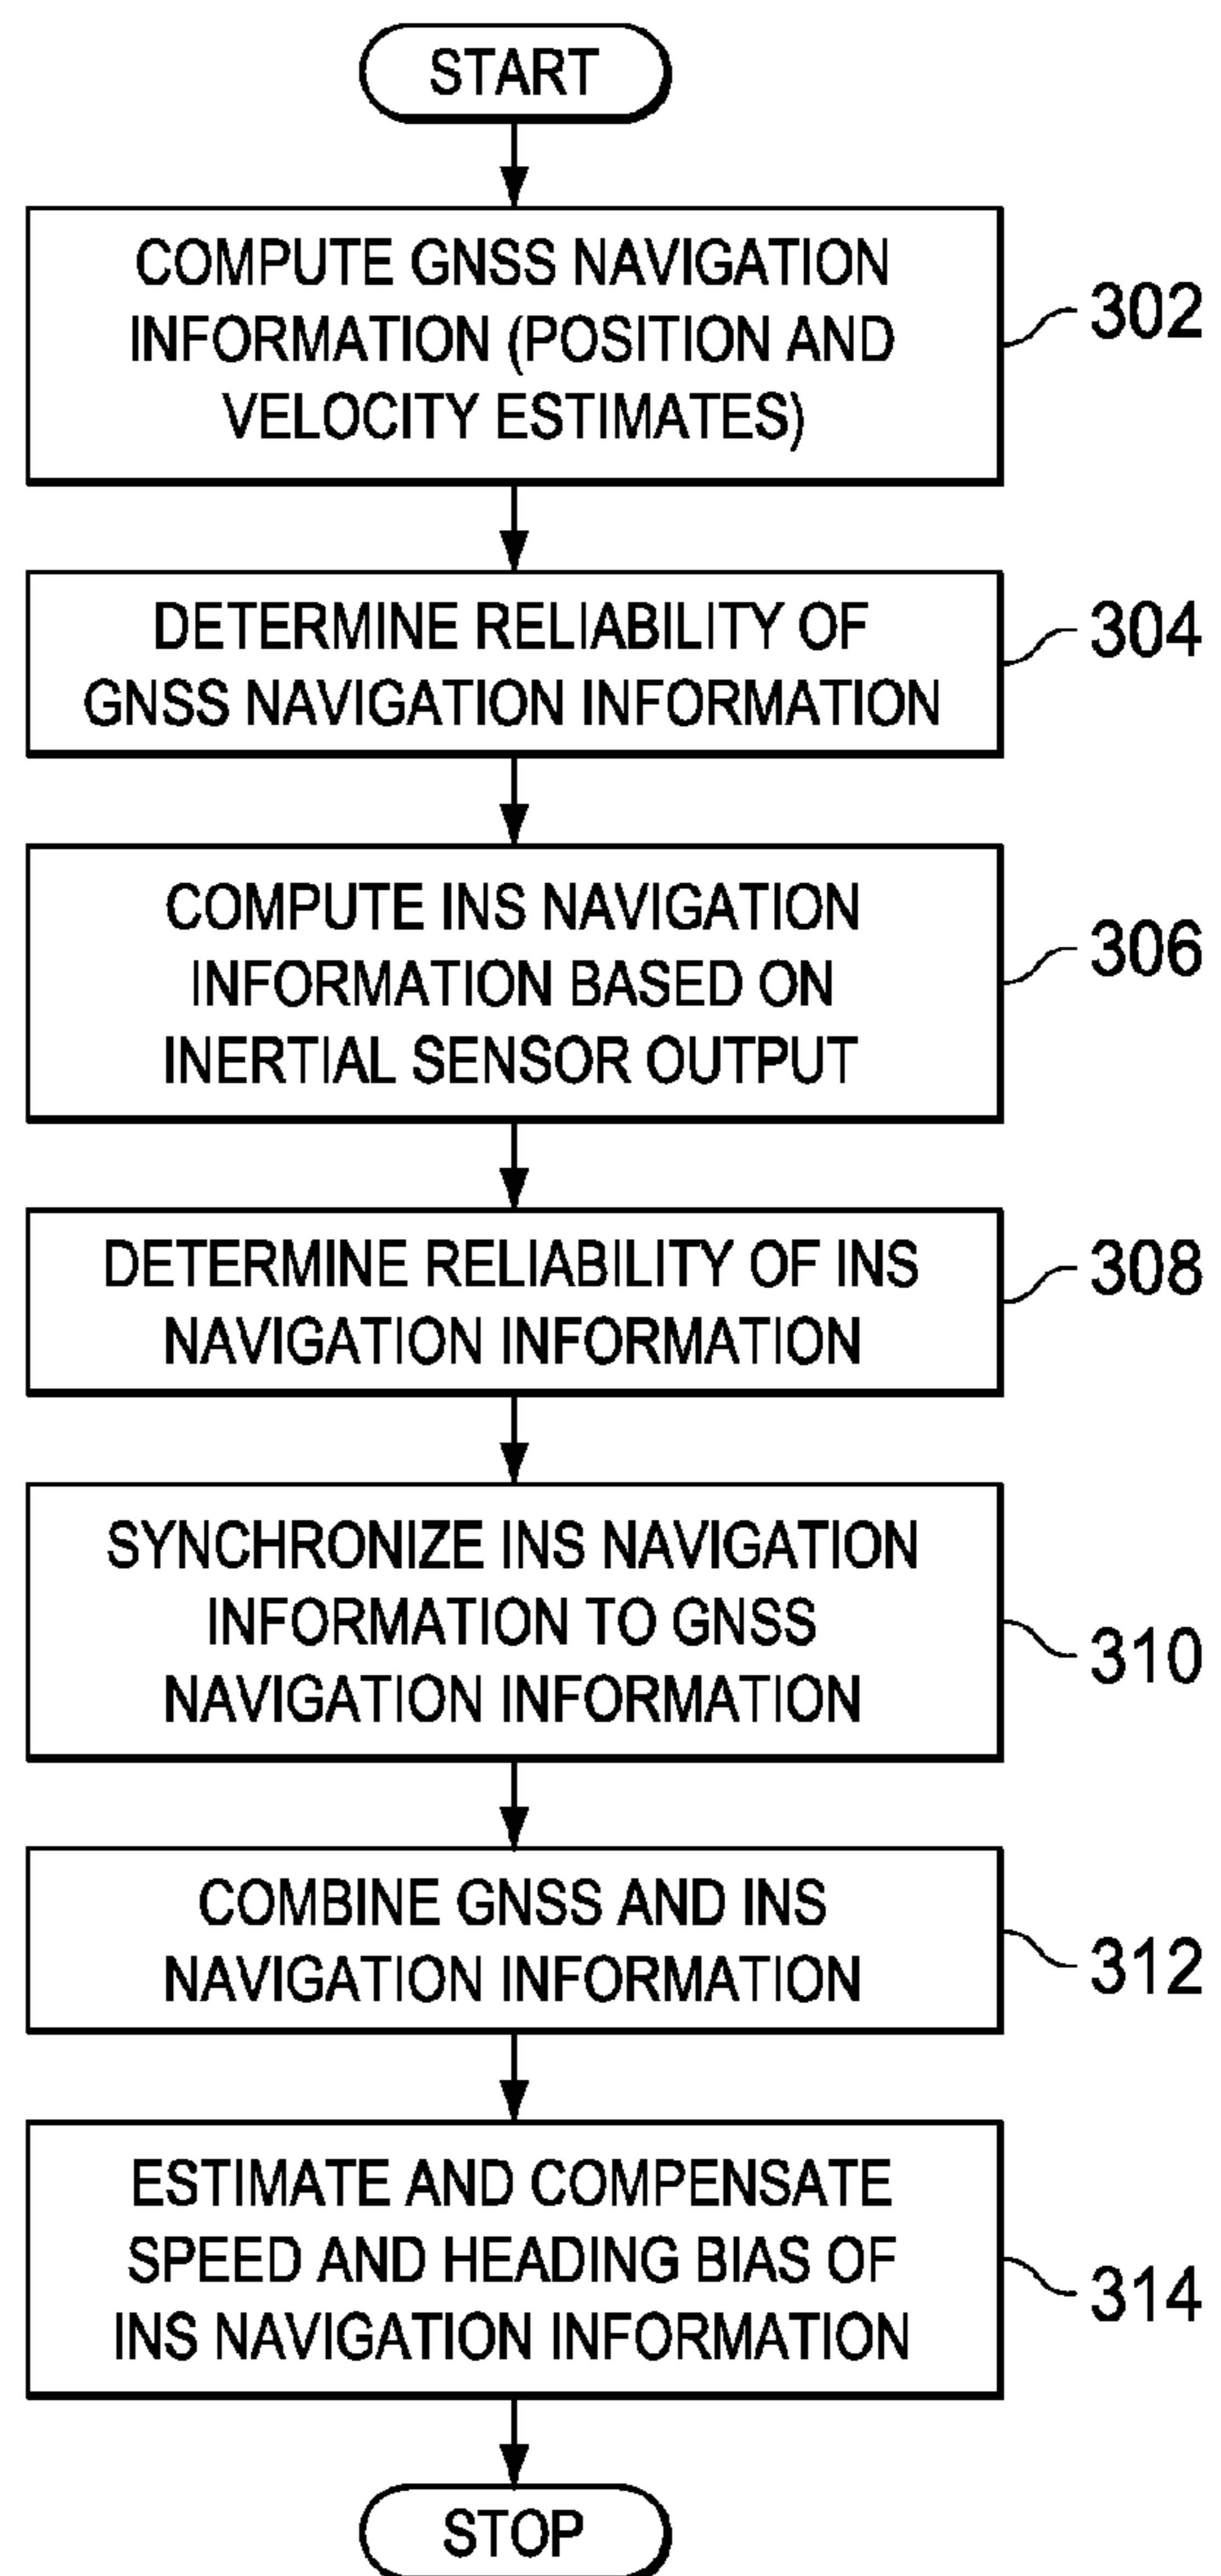 START
COMPUTE GNSS NAVIGATION
INFORMATION (POSITION AND
VELOCITY ESTIMATES)
302
DETERMINE RELIABILITY OF
GNSS NAVIGATION INFORMATION
304
COMPUTE INS NAVIGATION
INFORMATION BASED ON
INERTIAL SENSOR OUTPUT
306
DETERMINE RELIABILITY OF INS
NAVIGATION INFORMATION
308
SYNCHRONIZE INS NAVIGATION
INFORMATION TO GNSS
NAVIGATION INFORMATION
310
COMBINE GNSS AND INS
NAVIGATION INFORMATION
312
ESTIMATE AND COMPENSATE
SPEED AND HEADING BIAS OF
INS NAVIGATION INFORMATION
314
STOP